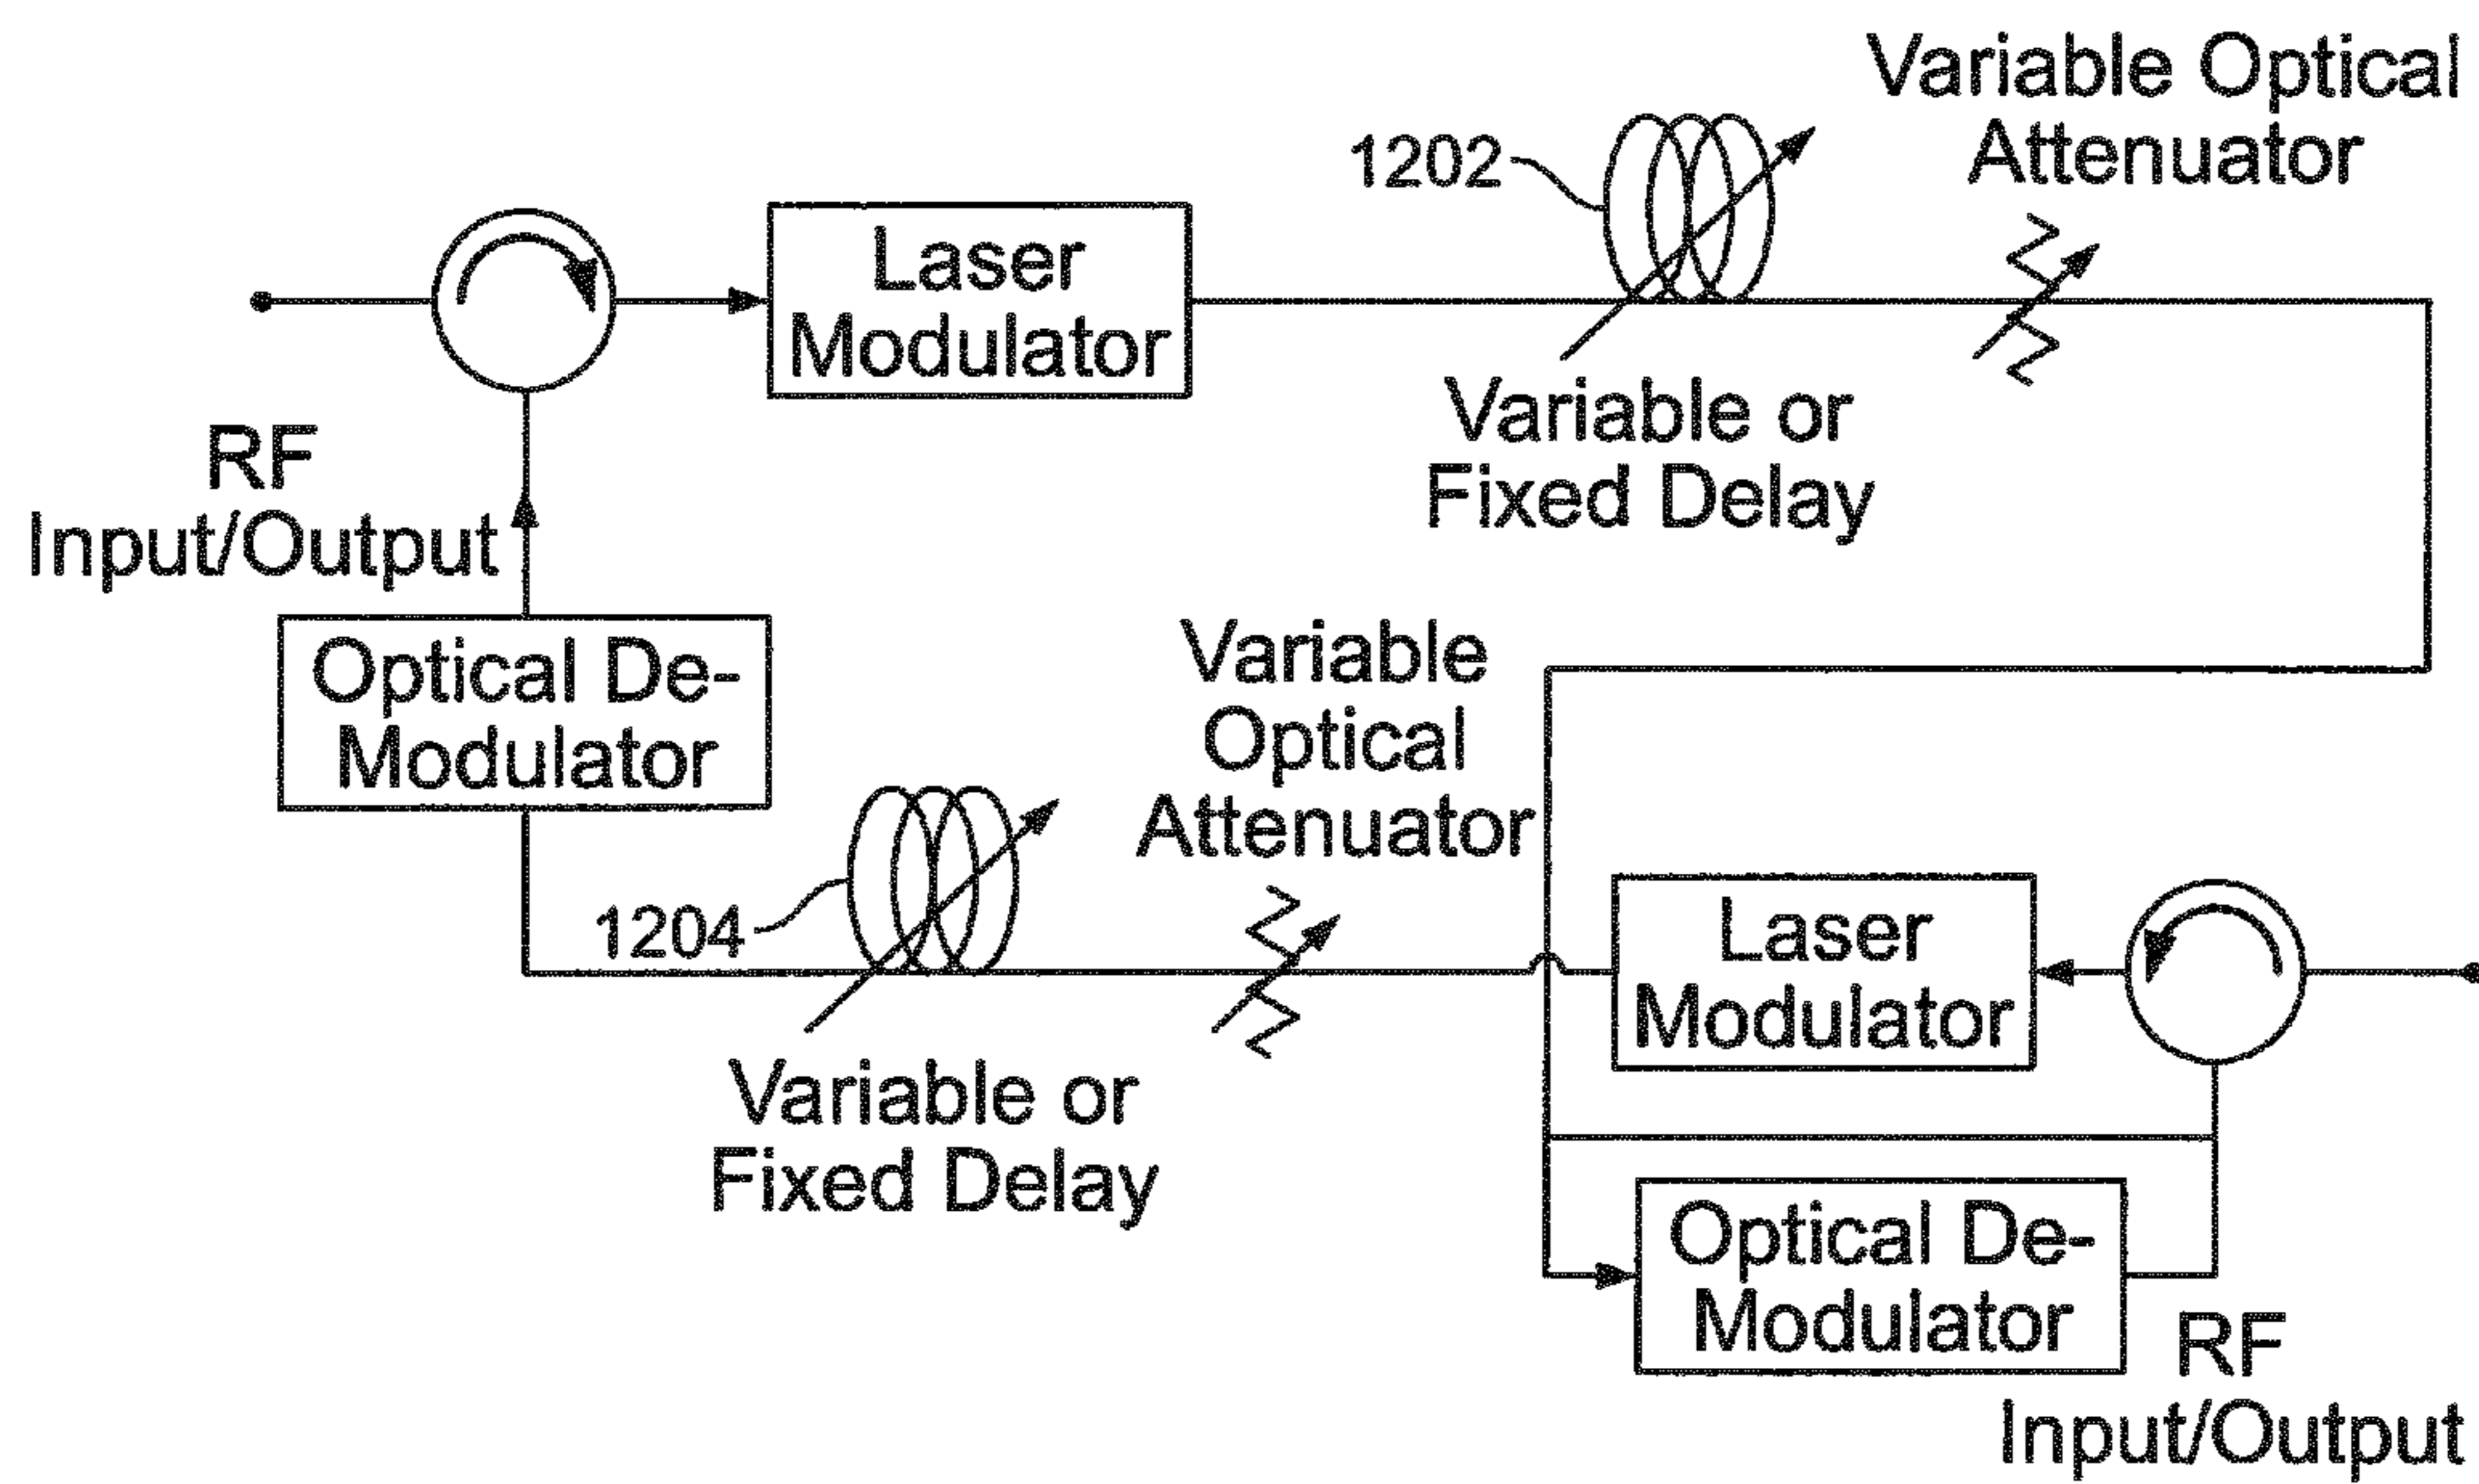 Variable Optical
Attenuator
1202
Laser
Modulator
Variable or
Fixed Delay
RF
Input/Output
Optical De-
Modulator
Variable
Optical
Attenuator
1204
Variable or
Fixed Delay
Laser
Modulator
Optical De-
Modulator
RF
Input/Output